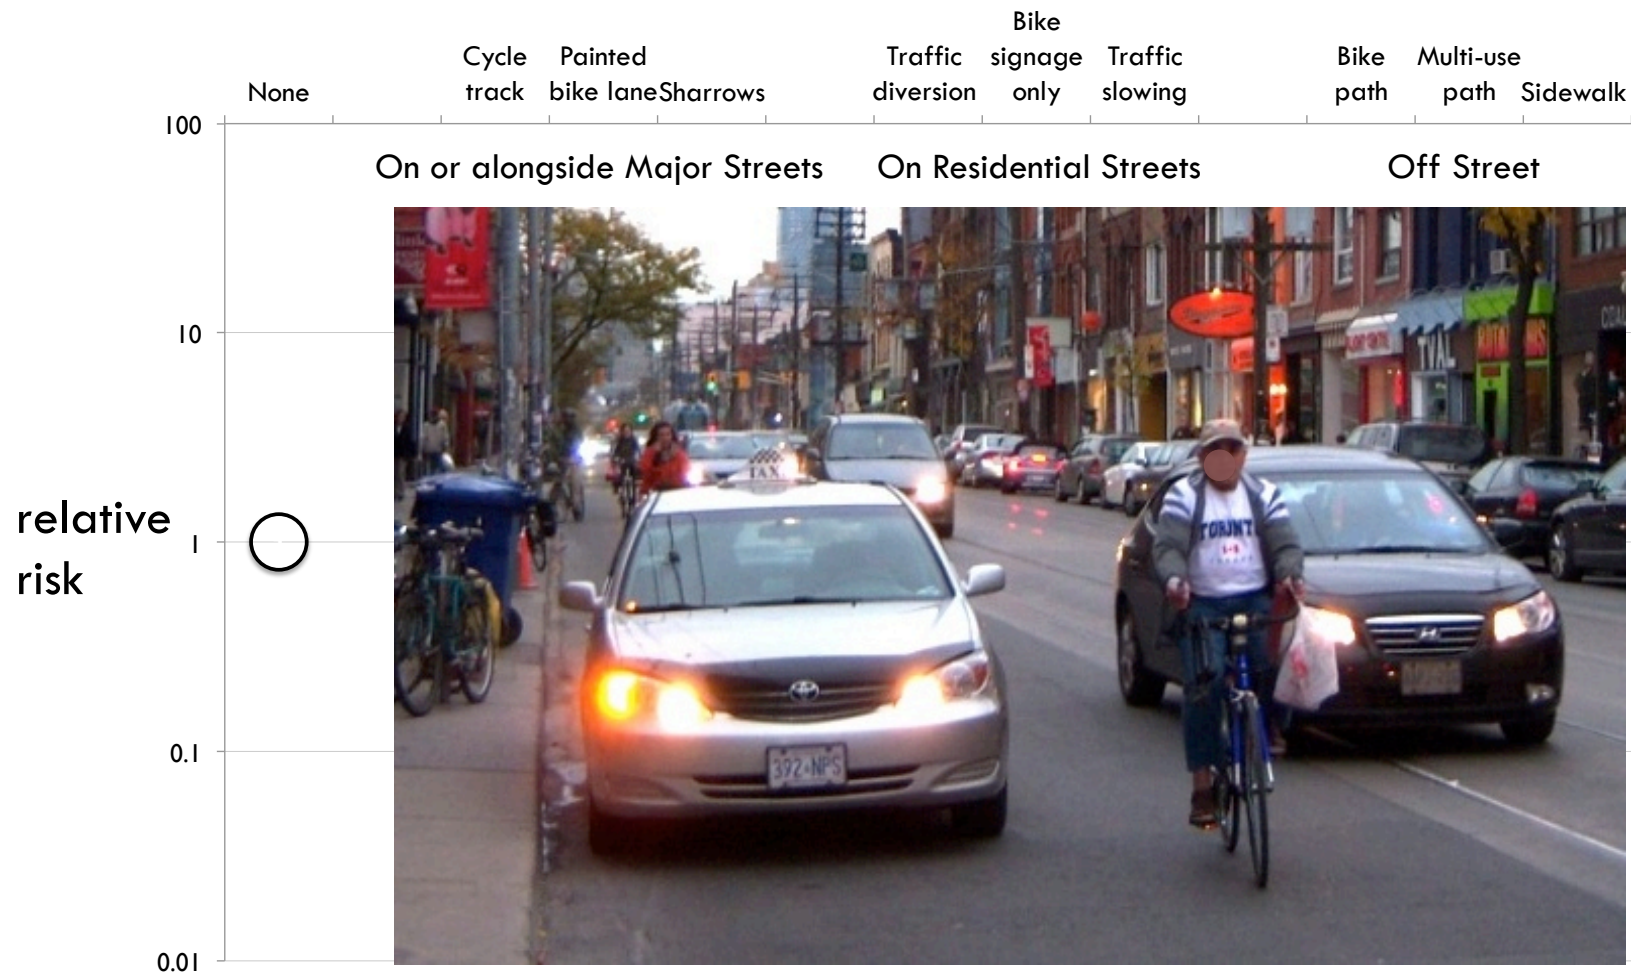 Bike
Cycle Painted Traffic signage Traffic Bike Multi-use
None track bike lane Sharrows diversion only slowing path path Sidewalk
100
On or alongside Major Streets On Residential Streets Off Street
10
relative
risk
1
0.1
0.01
TAXI
TVAL
TORONTO
392 NPS